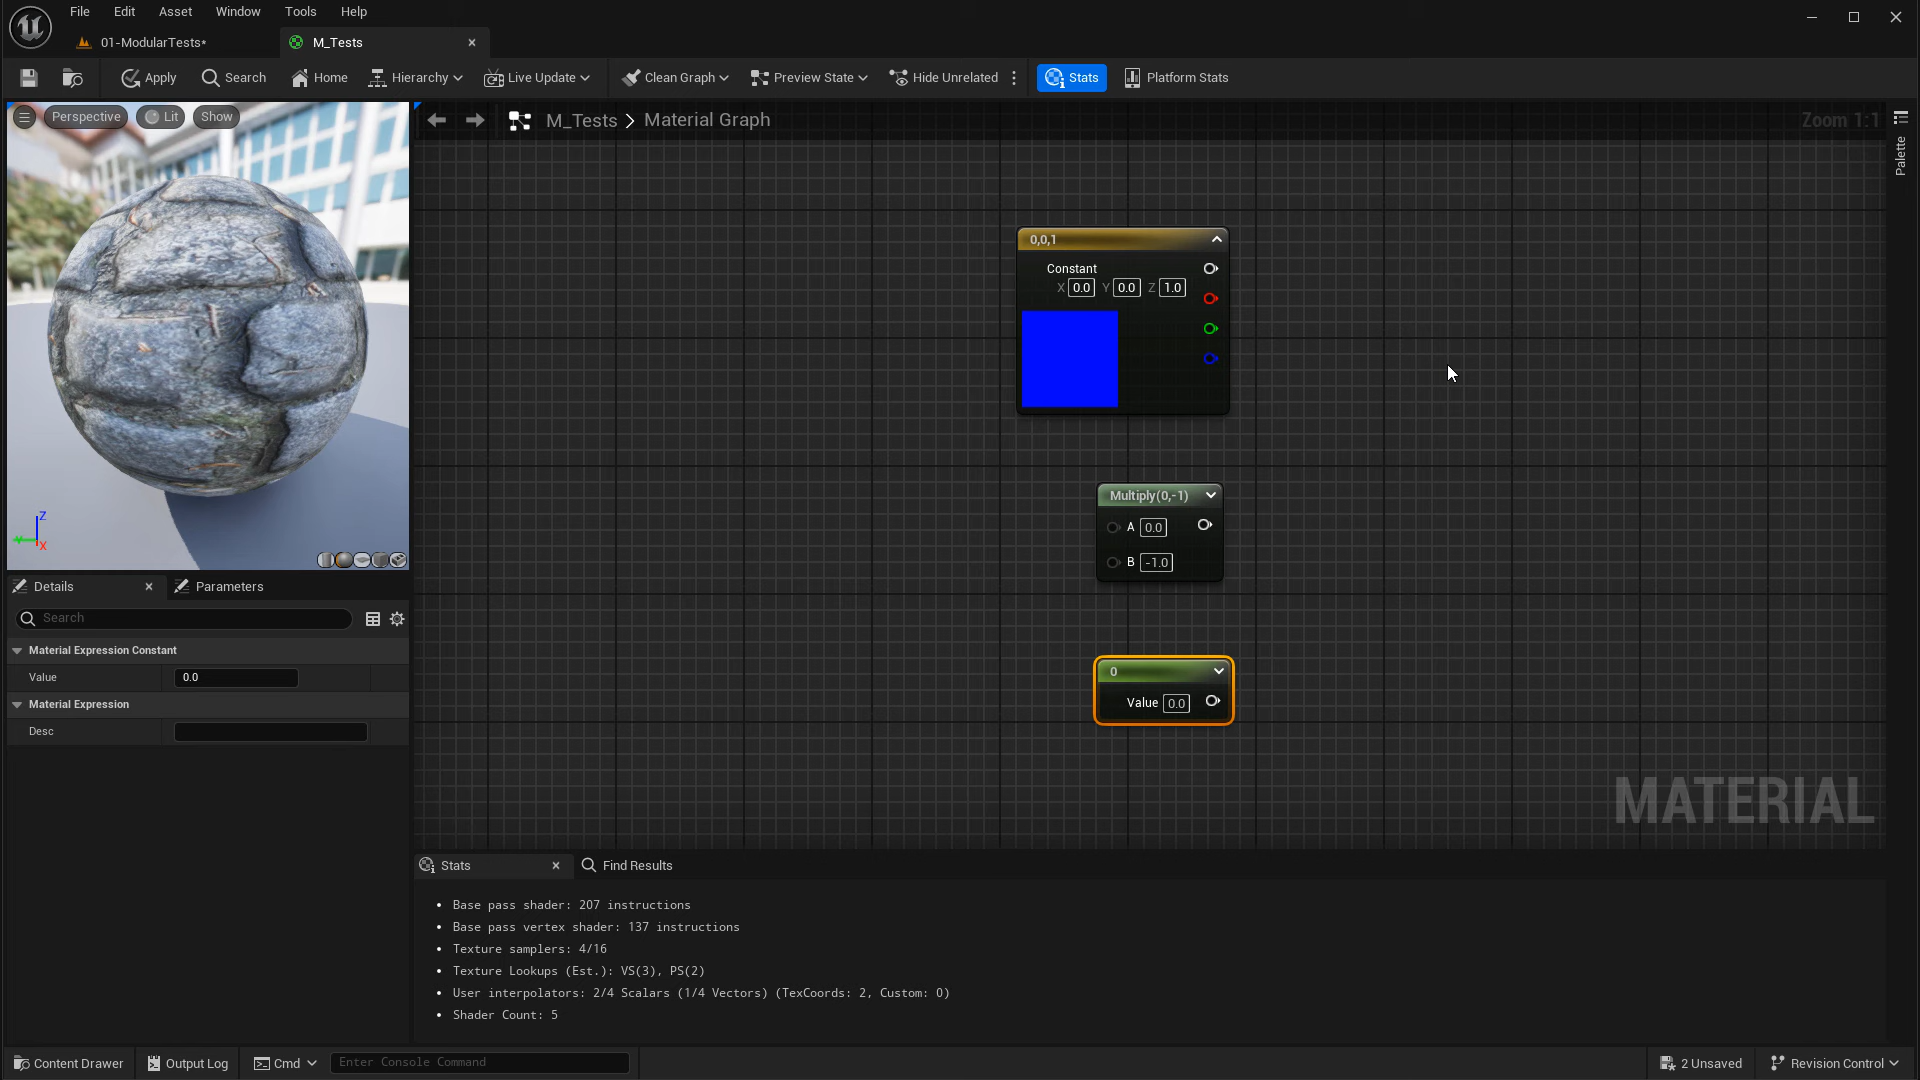 File Edit Asset Window Tools Help
01-ModularTests* M_Tests
Apply Search Home Hierarchy Live Update Clean Graph Preview State Hide Unrelated Stats Platform Stats
Perspective Lit Show
M_Tests > Material Graph Zoom 1:1
Palette
0,0,1
Constant
X 0.0 Y 0.0 Z 1.0
Multiply(0,-1)
A 0.0
B -1.0
0
Value 0.0
MATERIAL
Z
Y
X
Details Parameters
Search
Material Expression Constant
Value 0.0
Material Expression
Desc
Stats Find Results
• Base pass shader: 207 instructions
• Base pass vertex shader: 137 instructions
• Texture samplers: 4/16
• Texture Lookups (Est.): VS(3), PS(2)
• User interpolators: 2/4 Scalars (1/4 Vectors) (TexCoords: 2, Custom: 0)
• Shader Count: 5
Content Drawer Output Log Cmd Enter Console Command 2 Unsaved Revision Control